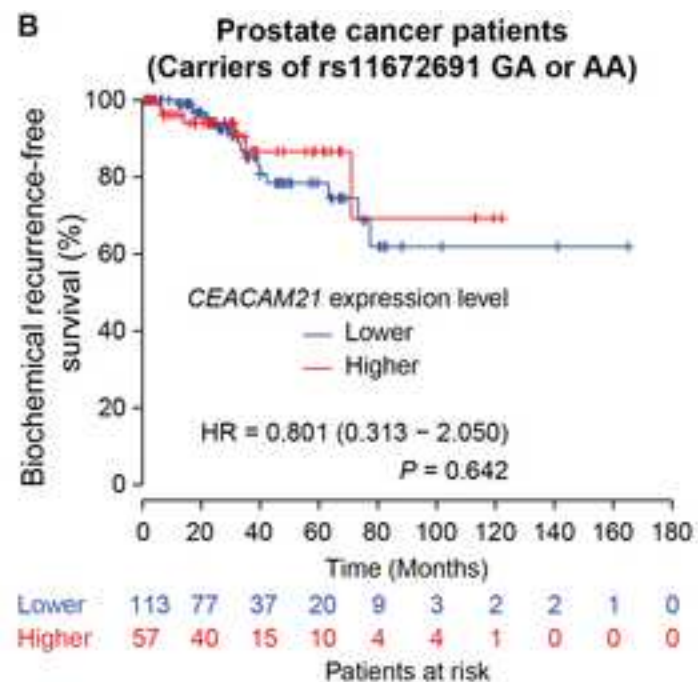 B
Prostate cancer patients
(Carriers of rs11672691 GA or AA)
Biochemical recurrence-free
survival (%)
100
80
60
40
20
0
CEACAM21 expression level
Lower
Higher
HR = 0.801 (0.313 − 2.050)
P = 0.642
0 20 40 60 80 100 120 140 160 180
Time (Months)
Lower 113 77 37 20 9 3 2 2 1 0
Higher 57 40 15 10 4 4 1 0 0 0
Patients at risk